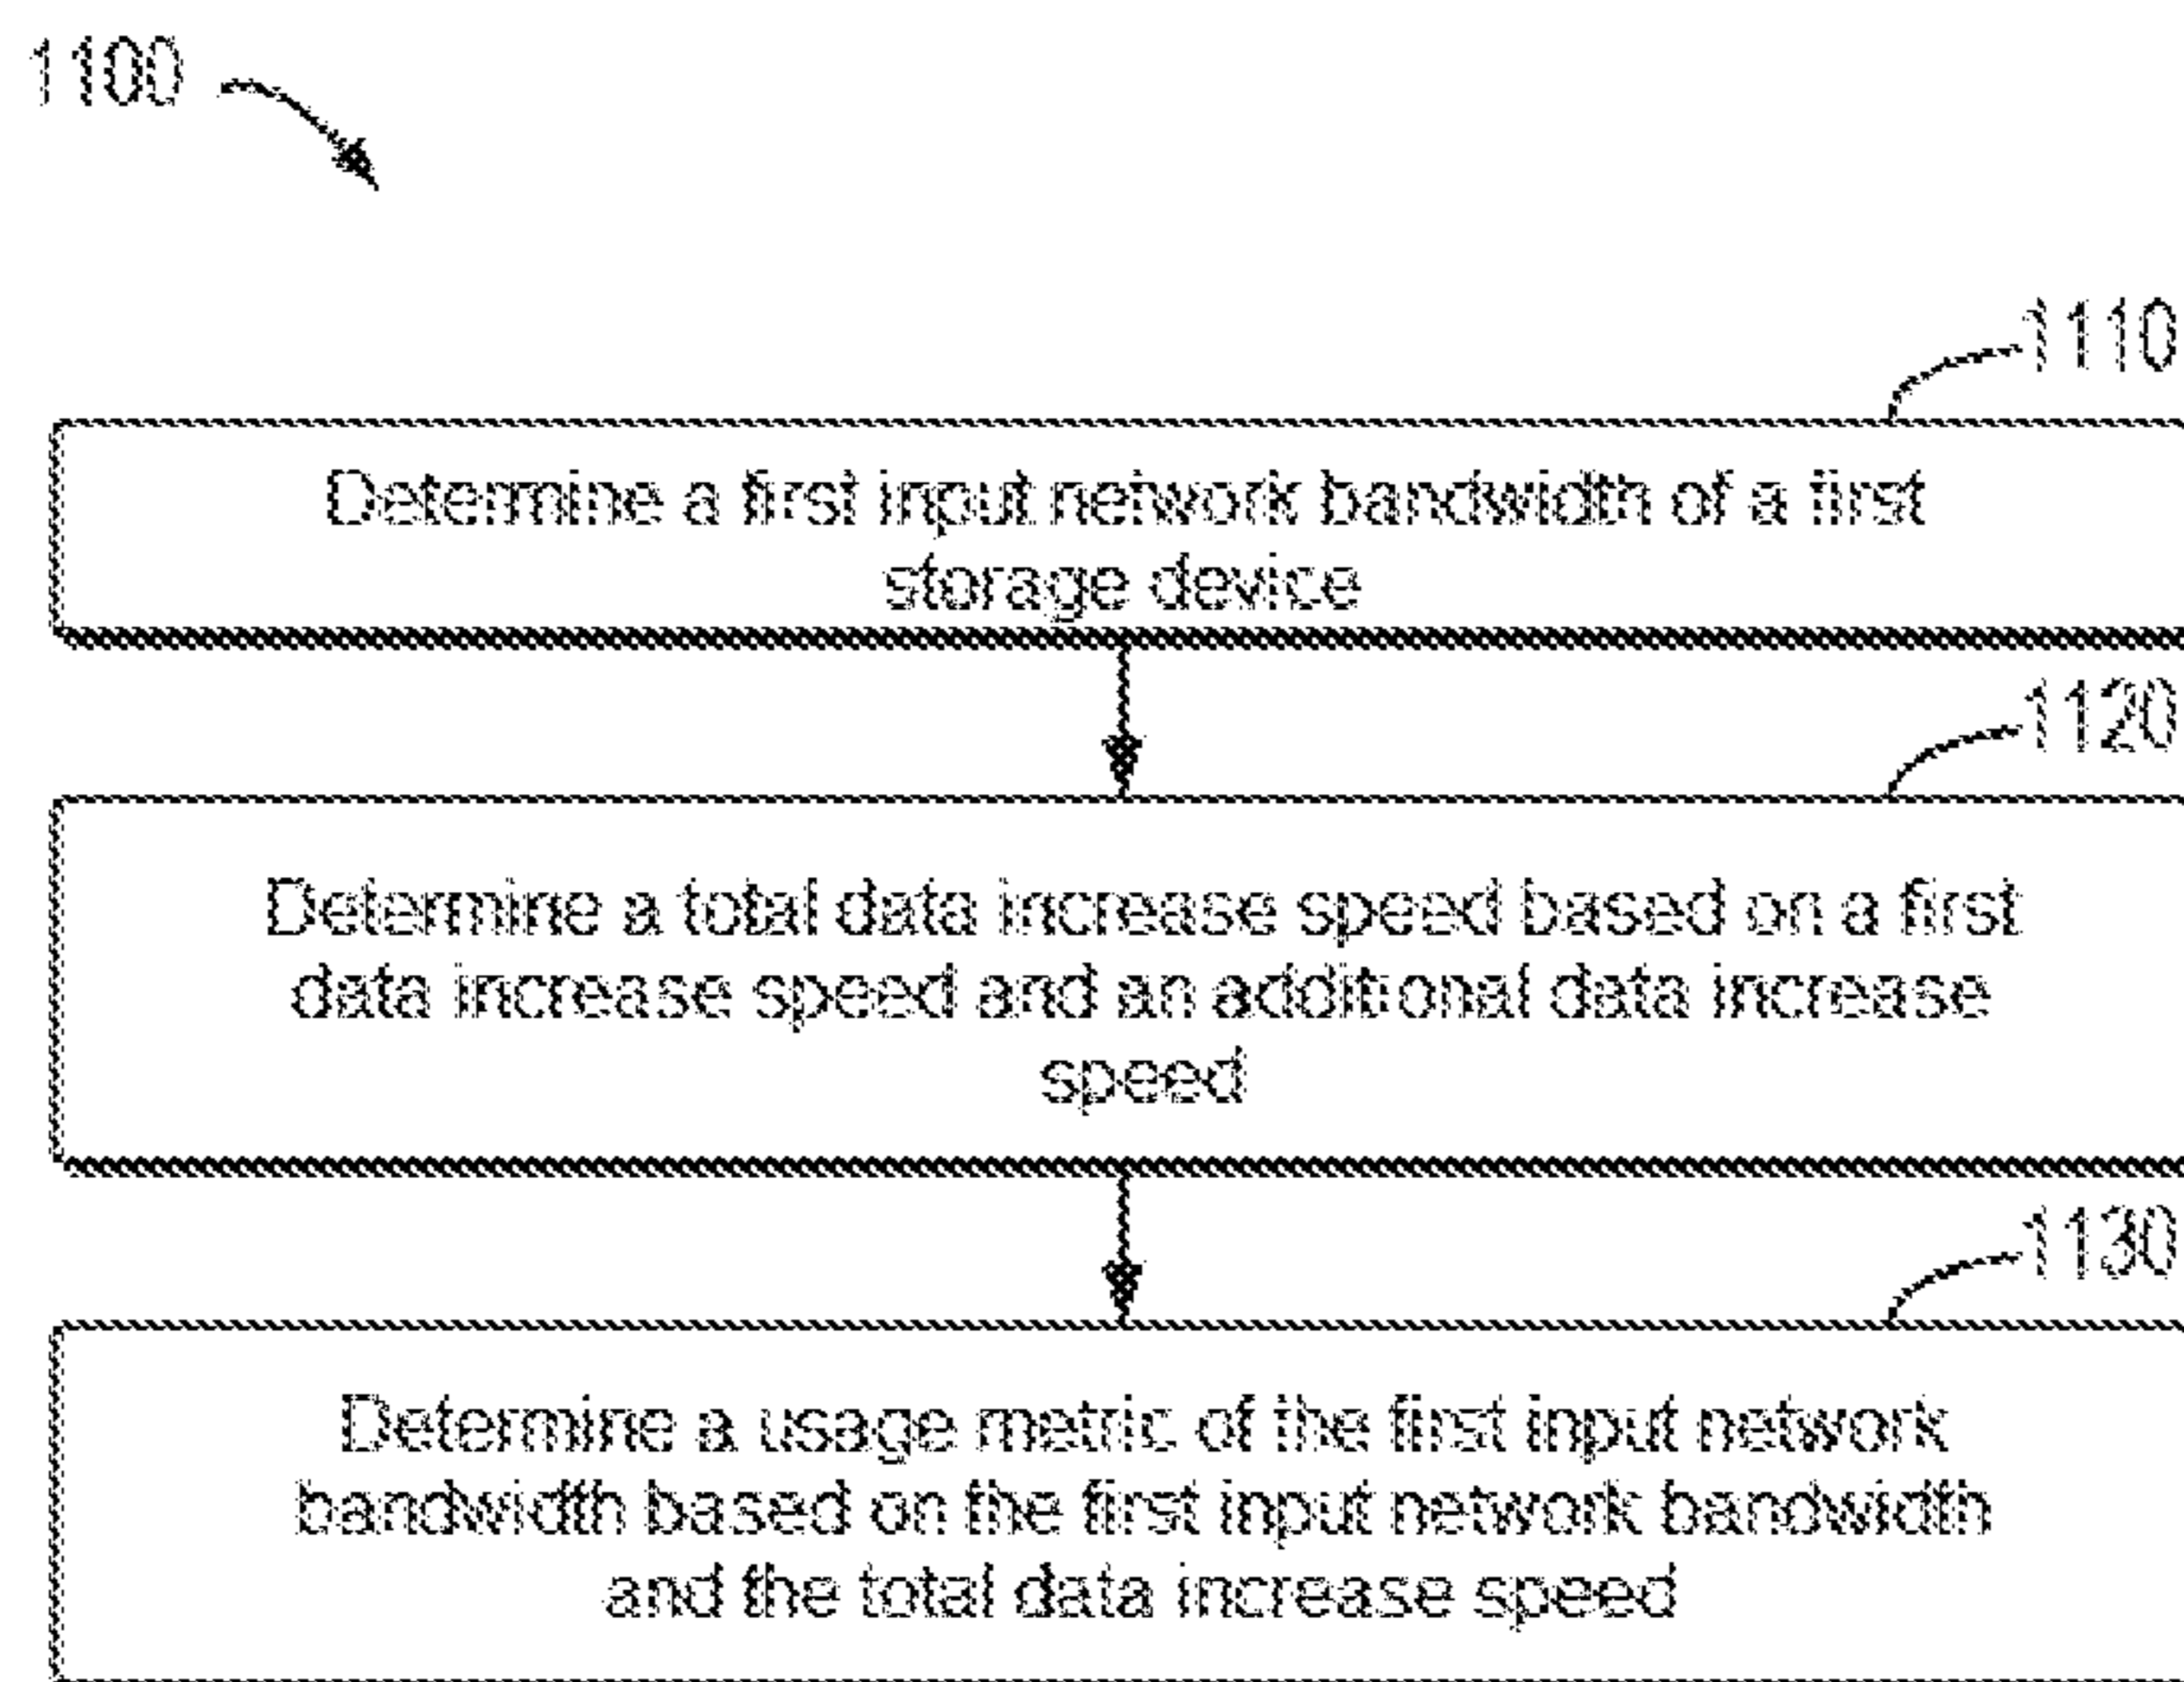 1100
1110
Determine a first input network bandwidth of a first
storage device
1120
Determine a total data increase speed based on a first
data increase speed and an additional data increase
speed
1130
Determine a usage metric of the first input network
bandwidth based on the first input network bandwidth
and the total data increase speed